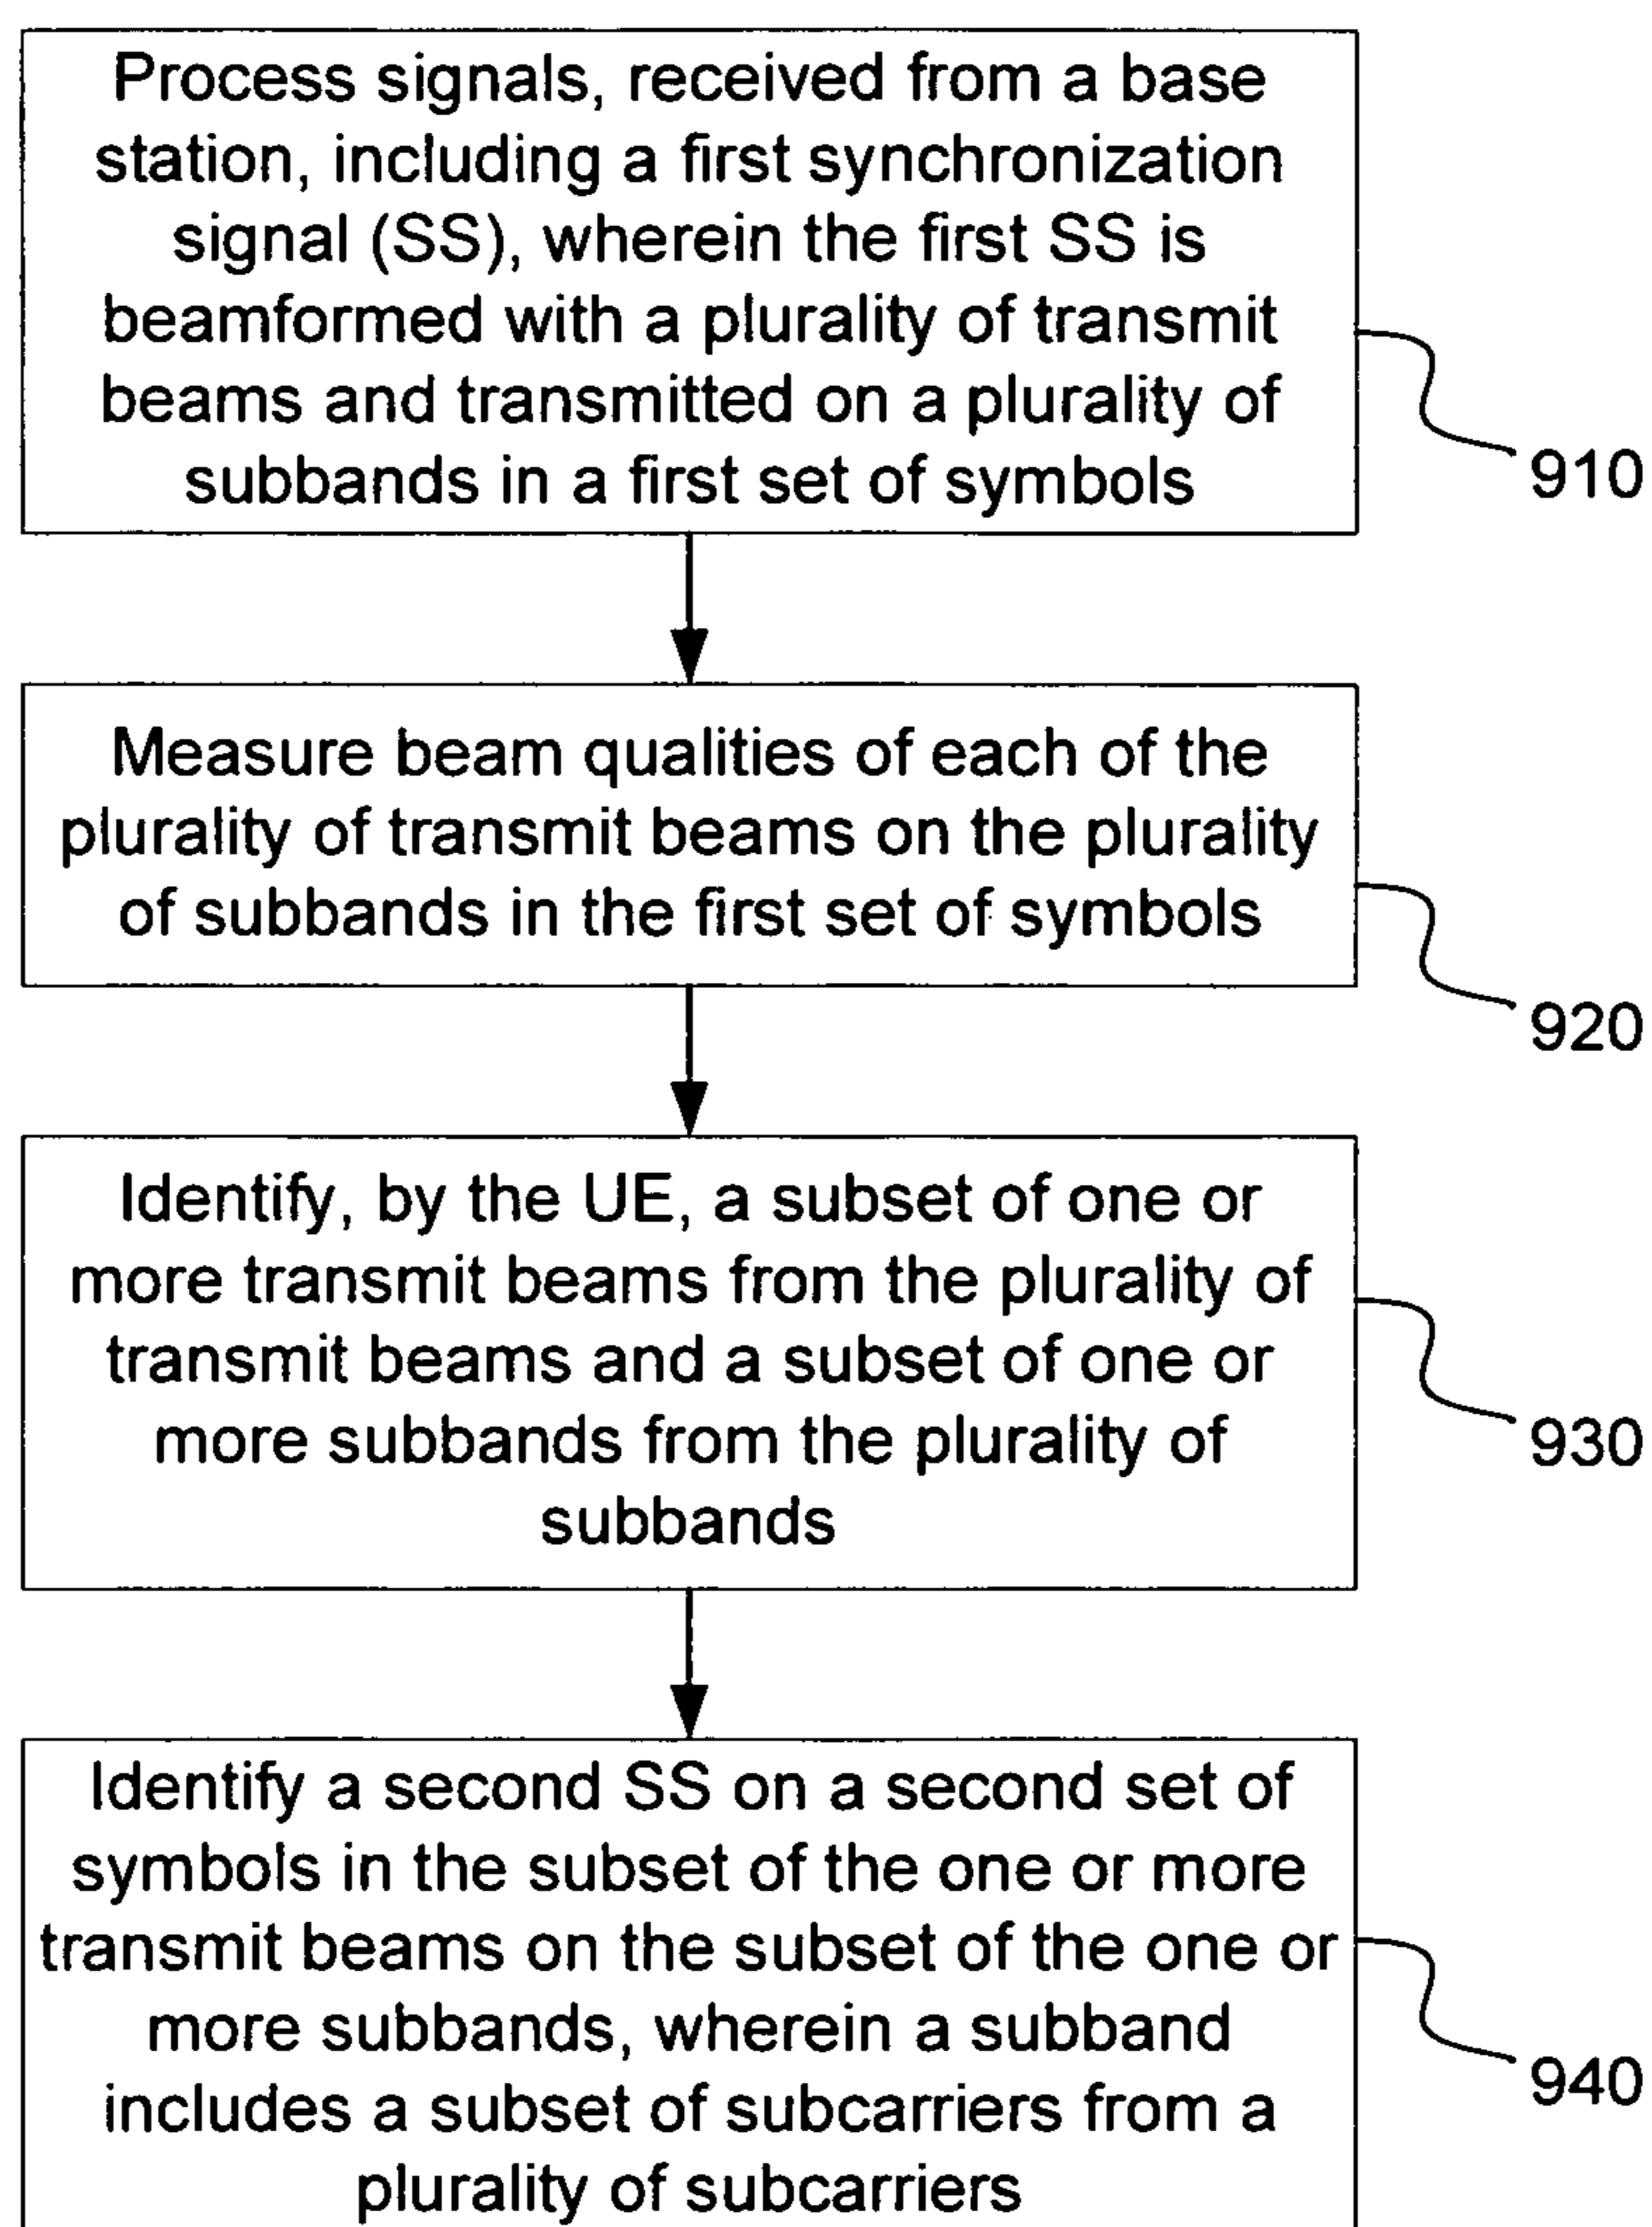 Process signals, received from a base
station, including a first synchronization
signal (SS), wherein the first SS is
beamformed with a plurality of transmit
beams and transmitted on a plurality of
subbands in a first set of symbols
910
Measure beam qualities of each of the
plurality of transmit beams on the plurality
of subbands in the first set of symbols
920
Identify, by the UE, a subset of one or
more transmit beams from the plurality of
transmit beams and a subset of one or
more subbands from the plurality of
subbands
930
Identify a second SS on a second set of
symbols in the subset of the one or more
transmit beams on the subset of the one or
more subbands, wherein a subband
includes a subset of subcarriers from a
plurality of subcarriers
940